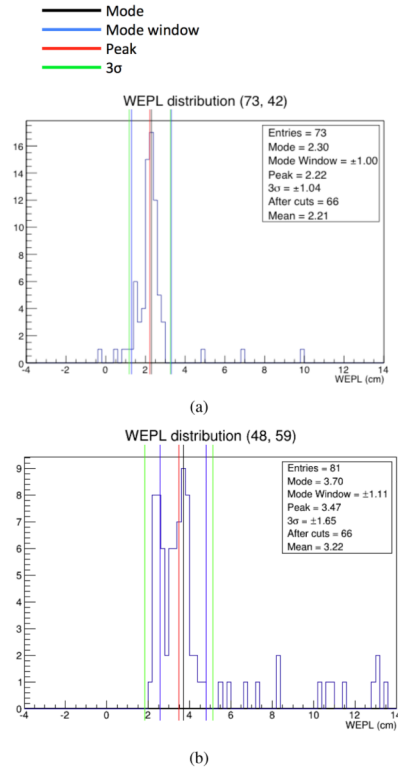 Mode
Mode window
Peak
3σ
WEPL distribution (73, 42)
Entries = 73
Mode = 2.30
Mode Window = ±1.00
Peak = 2.22
3σ = ±1.04
After cuts = 66
Mean = 2.21
16
14
12
10
8
6
4
2
0
-4 -2 0 2 4 6 8 10 12 14
WEPL (cm)
(a)
WEPL distribution (48, 59)
Entries = 81
Mode = 3.70
Mode Window = ±1.11
Peak = 3.47
3σ = ±1.65
After cuts = 66
Mean = 3.22
9
8
7
6
5
4
3
2
1
0
-4 -2 0 2 4 6 8 10 12 14
WEPL (cm)
(b)